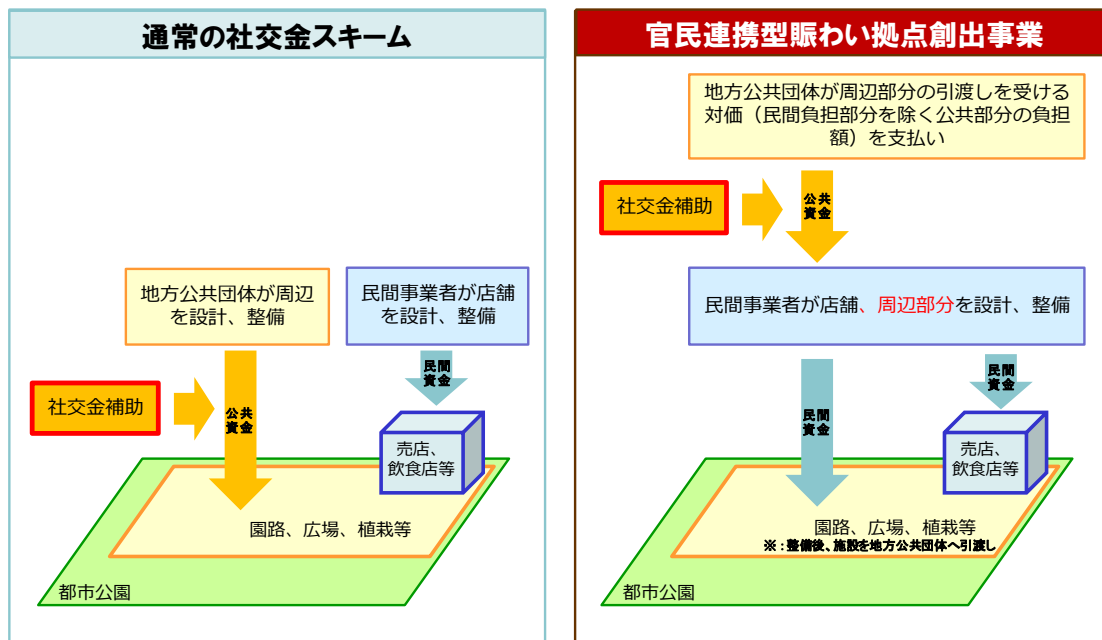 通常の社交金スキーム
地方公共団体が周辺
を設計、整備
民間事業者が店舗
を設計、整備
民間
資金
社交金補助
公共
資金
売店、
飲食店等
園路、広場、植栽等
都市公園
官民連携型賑わい拠点創出事業
地方公共団体が周辺部分の引渡しを受ける
対価（民間負担部分を除く公共部分の負担
額）を支払い
社交金補助
公共
資金
民間事業者が店舗、周辺部分を設計、整備
民間
資金
民間
資金
売店、
飲食店等
園路、広場、植栽等
※：整備後、施設を地方公共団体へ引渡し
都市公園